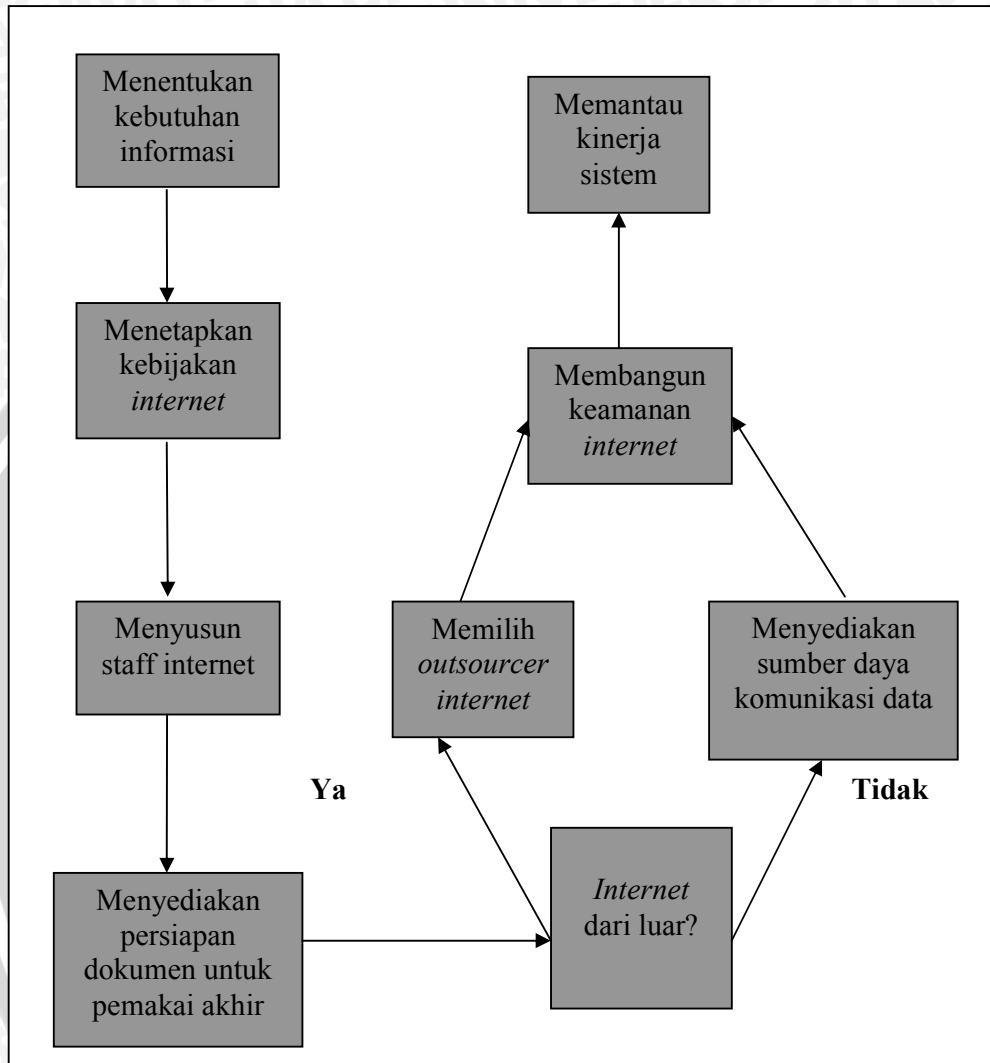 Menentukan
kebutuhan
informasi
Menetapkan
kebijakan
internet
Menyusun
staff internet
Menyediakan
persiapan
dokumen untuk
pemakai akhir
Internet
dari luar?
Ya
Memilih
outsourcer
internet
Tidak
Menyediakan
sumber daya
komunikasi data
Membangun
keamanan
internet
Memantau
kinerja
sistem